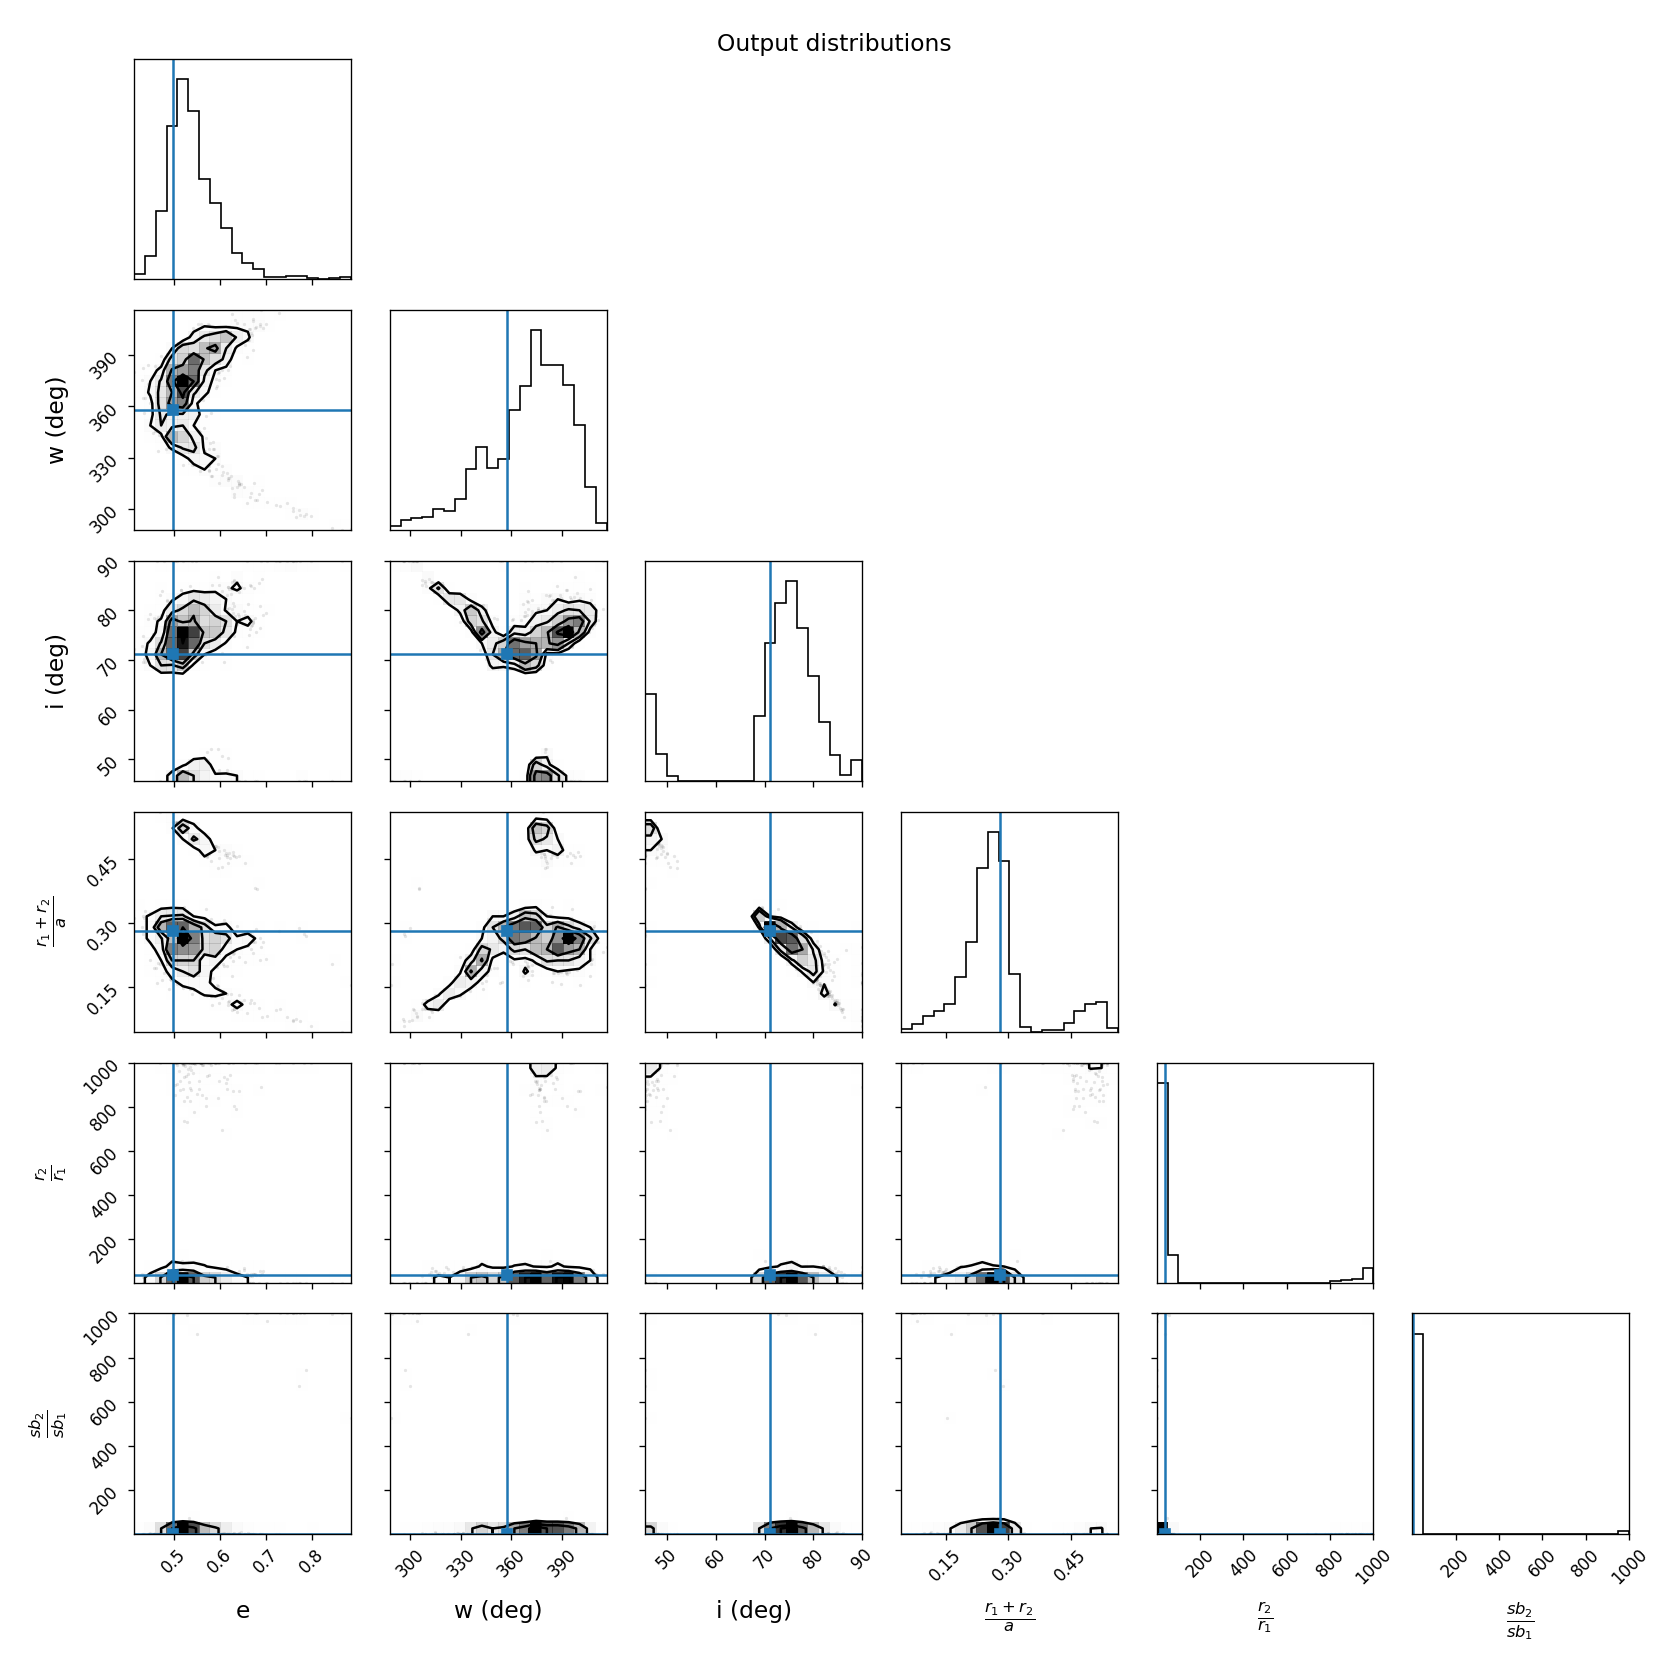 Output distributions
w (deg)
390
360
330
300
i (deg)
90
80
70
60
50
r₁ + r₂
a
0.45
0.30
0.15
r₂
r₁
1000
800
600
400
200
sb₂
sb₁
1000
800
600
400
200
0.5 0.6 0.7 0.8
300 330 360 390
50 60 70 80 90
0.15 0.30 0.45
200 400 600 800 1000
200 400 600 800 1000
e
w (deg)
i (deg)
r₁ + r₂
a
r₂
r₁
sb₂
sb₁